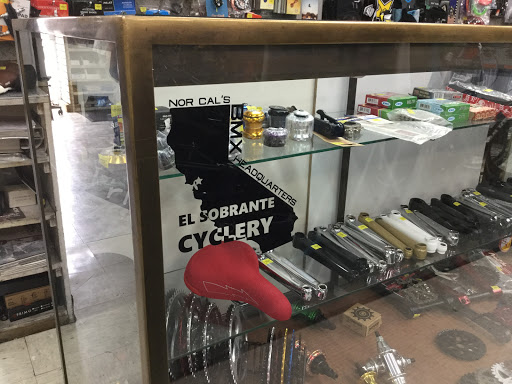 NOR CAL'S
BMX
HEADQUARTERS
EL SOBRANTE
CYCLERY